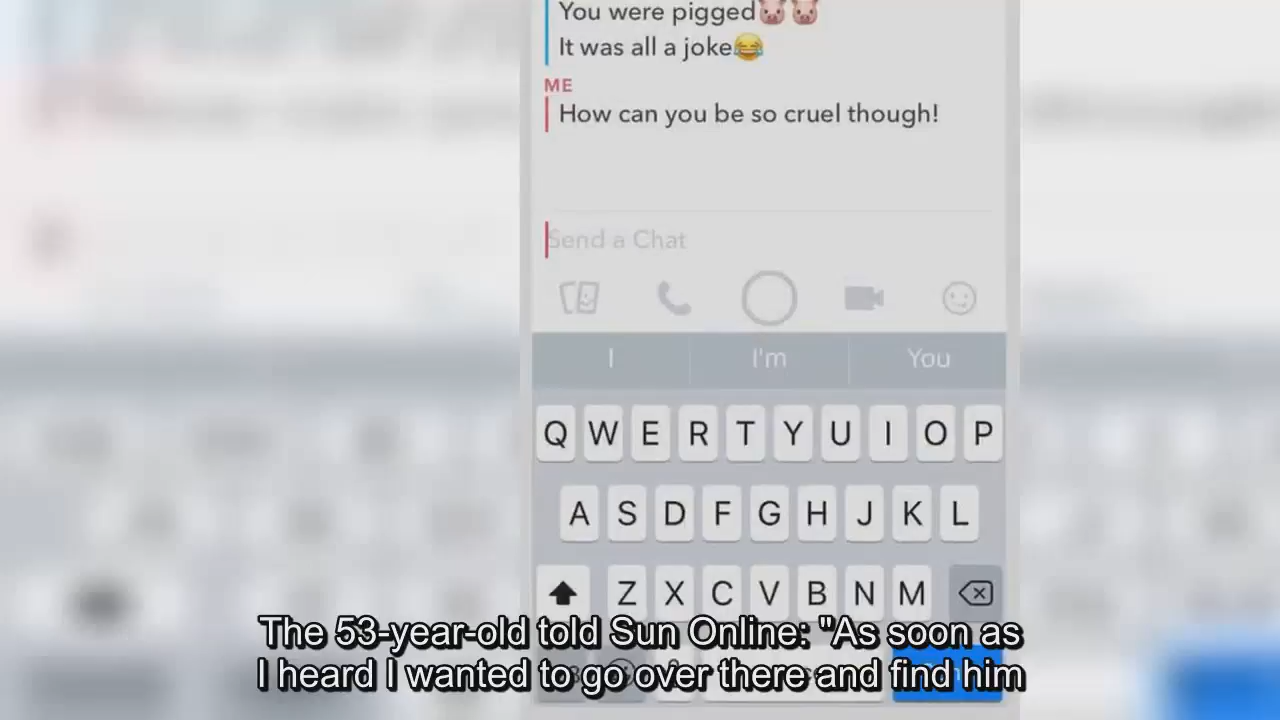 You were pigged🐷🐷
It was all a joke😂
ME
How can you be so cruel though!
Send a Chat
I I'm You
Q W E R T Y U I O P
A S D F G H J K L
Z X C V B N M
The 53-year-old told Sun Online: "As soon as
I heard I wanted to go over there and find him